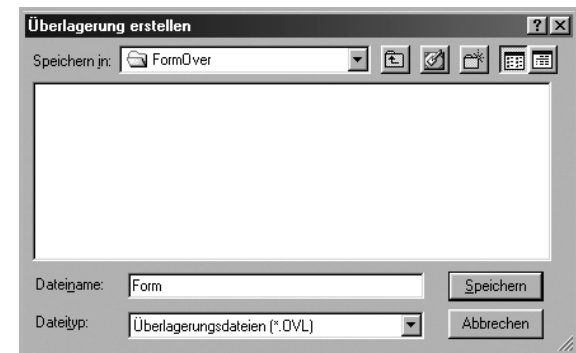 Überlagerung erstellen
Speichern in: FormOver
Dateiname: Form Speichern
Dateityp: Überlagerungsdateien (*.OVL) Abbrechen